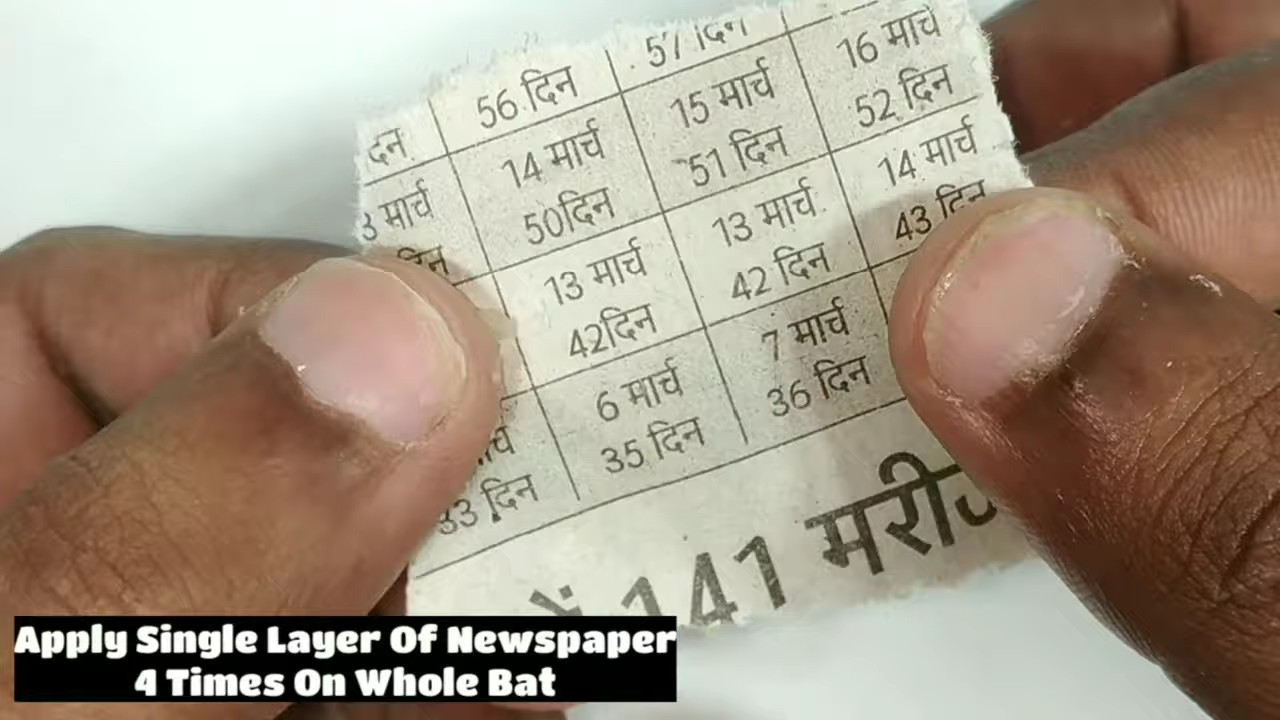 56 दिन 57 दिन 16 मार्च
14 मार्च 15 मार्च 52 दिन
3 मार्च 50दिन 51 दिन 14 मार्च
13 मार्च 13 मार्च 43 दिन
42दिन 42 दिन
6 मार्च 7 मार्च
33 दिन 35 दिन 36 दिन
141
Apply Single Layer Of Newspaper
4 Times On Whole Bat